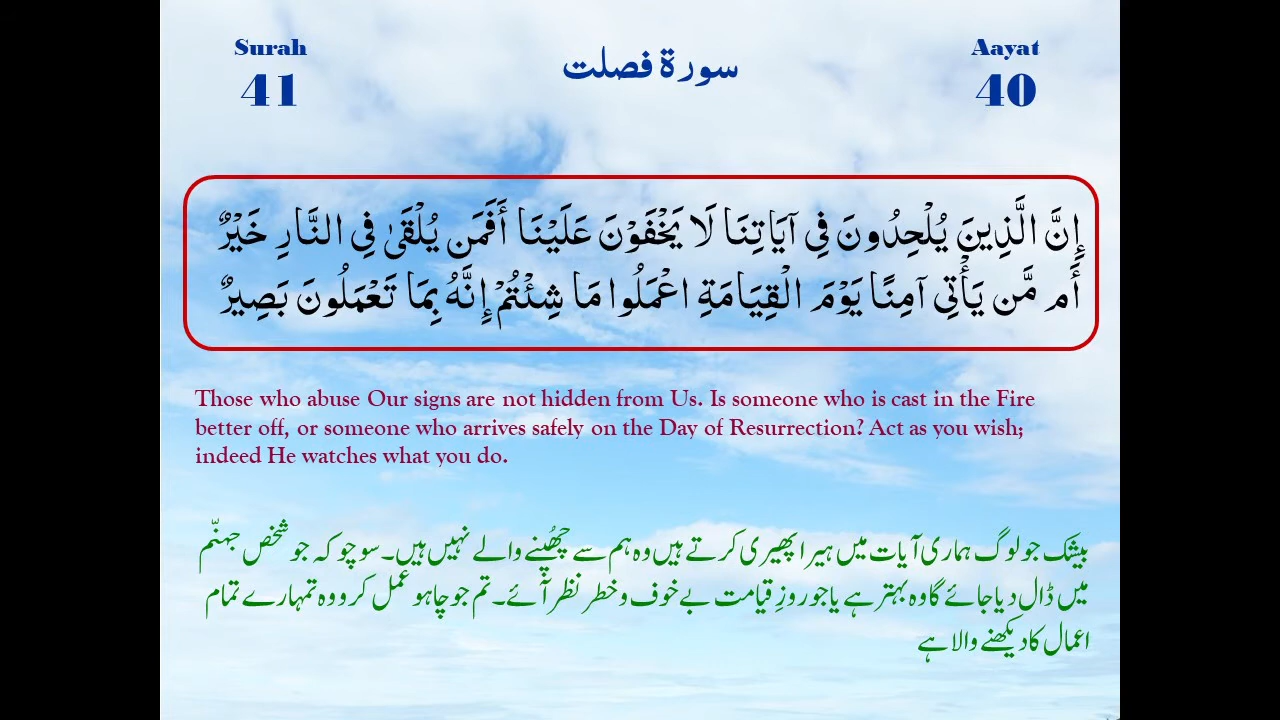 Surah
41
سورة فصلت
Aayat
40
إِنَّ الَّذِينَ يُلْحِدُونَ فِي آيَاتِنَا لَا يَخْفَوْنَ عَلَيْنَا أَفَمَن يُلْقَىٰ فِي النَّارِ خَيْرٌ
أَم مَّن يَأْتِي آمِنًا يَوْمَ الْقِيَامَةِ اعْمَلُوا مَا شِئْتُمْ إِنَّهُ بِمَا تَعْمَلُونَ بَصِيرٌ
Those who abuse Our signs are not hidden from Us. Is someone who is cast in the Fire
better off, or someone who arrives safely on the Day of Resurrection? Act as you wish;
indeed He watches what you do.
بیشک جو لوگ ہماری آیات میں ہیرا پھیری کرتے ہیں وہ ہم سے چھُپنے والے نہیں ہیں۔ سوچو کہ جو شخص جہنّم
میں ڈال دیا جائے گا وہ بہتر ہے یا جو روزِ قیامت بے خوف و خطر نظر آئے۔ تم جو چاہو عمل کرو وہ تمہارے تمام
اعمال کا دیکھنے والا ہے